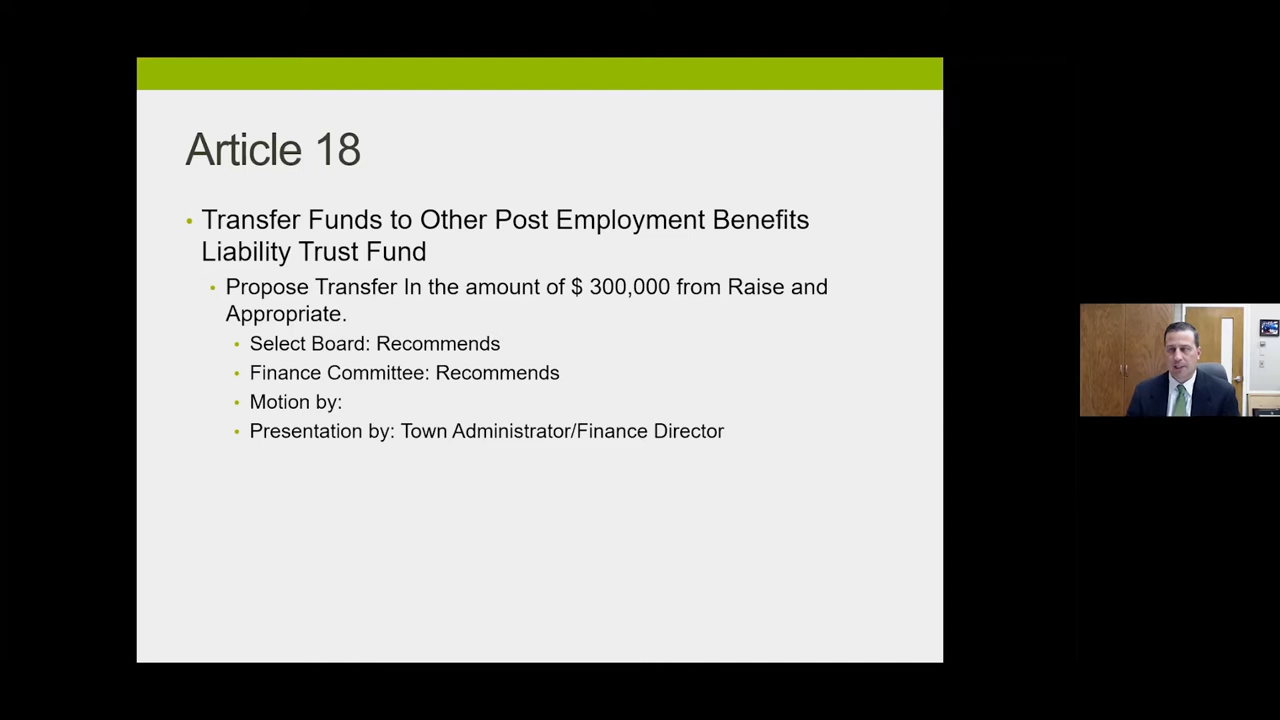 Article 18
• Transfer Funds to Other Post Employment Benefits
Liability Trust Fund
• Propose Transfer In the amount of $ 300,000 from Raise and
Appropriate.
• Select Board: Recommends
• Finance Committee: Recommends
• Motion by:
• Presentation by: Town Administrator/Finance Director